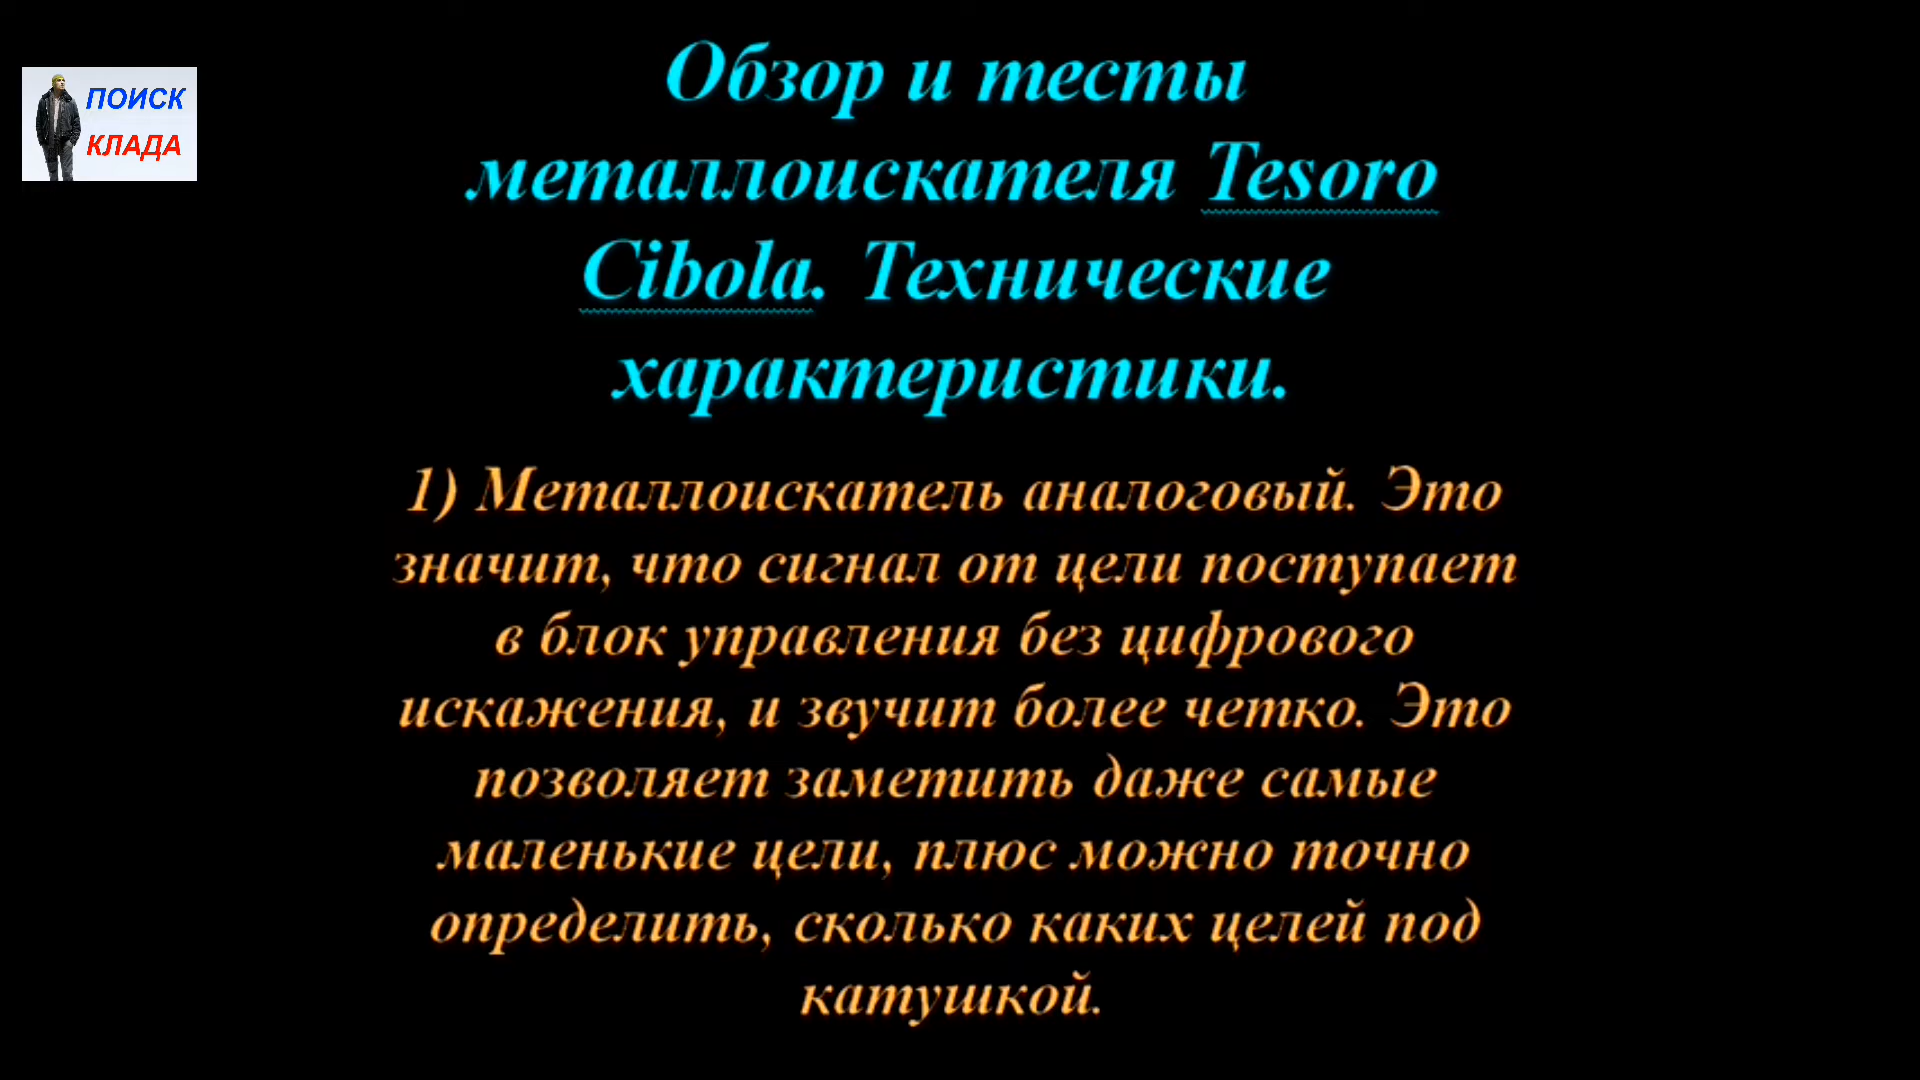 ПОИСК
КЛАДА
Обзор и тесты
металлоискателя Tesoro
Cibola. Технические
характеристики.
1) Металлоискатель аналоговый. Это
значит, что сигнал от цели поступает
в блок управления без цифрового
искажения, и звучит более четко. Это
позволяет заметить даже самые
маленькие цели, плюс можно точно
определить, сколько каких целей под
катушкой.